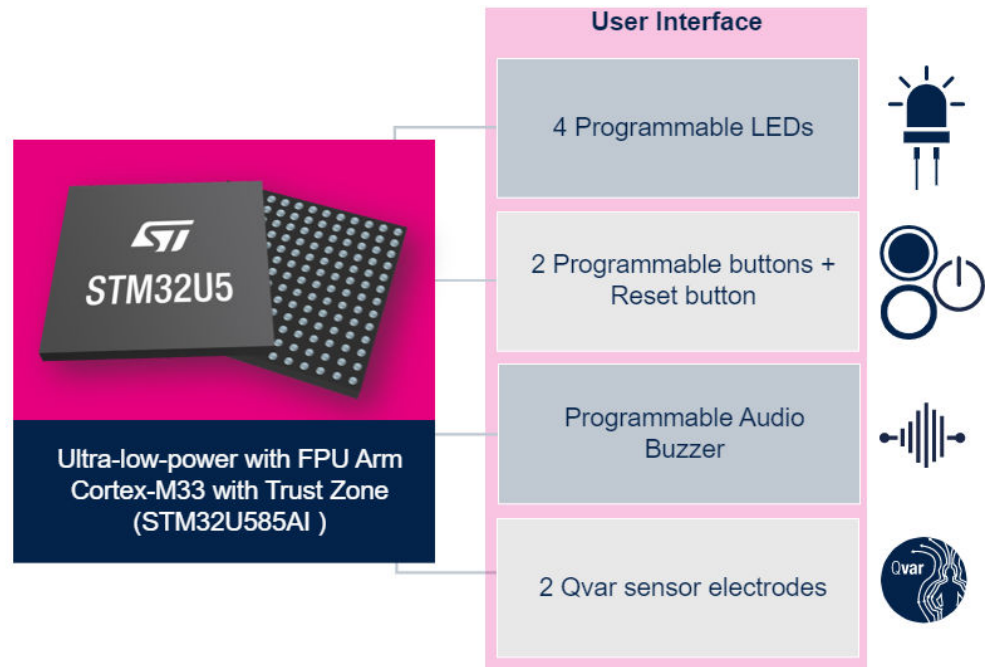 User Interface
4 Programmable LEDs
2 Programmable buttons +
Reset button
Programmable Audio
Buzzer
2 Qvar sensor electrodes
Qvar
ST
STM32U5
Ultra-low-power with FPU Arm
Cortex-M33 with Trust Zone
(STM32U585AI )